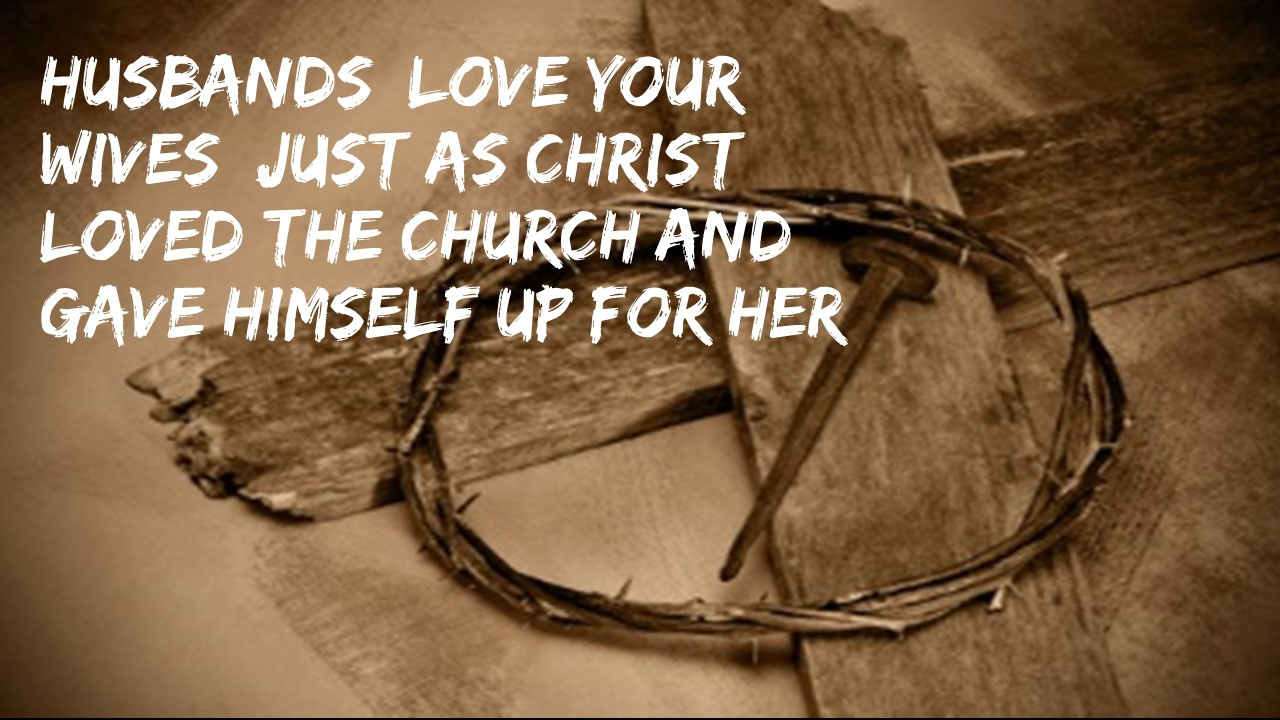 HUSBANDS LOVE YOUR
WIVES JUST AS CHRIST
LOVED THE CHURCH AND
GAVE HIMSELF UP FOR HER